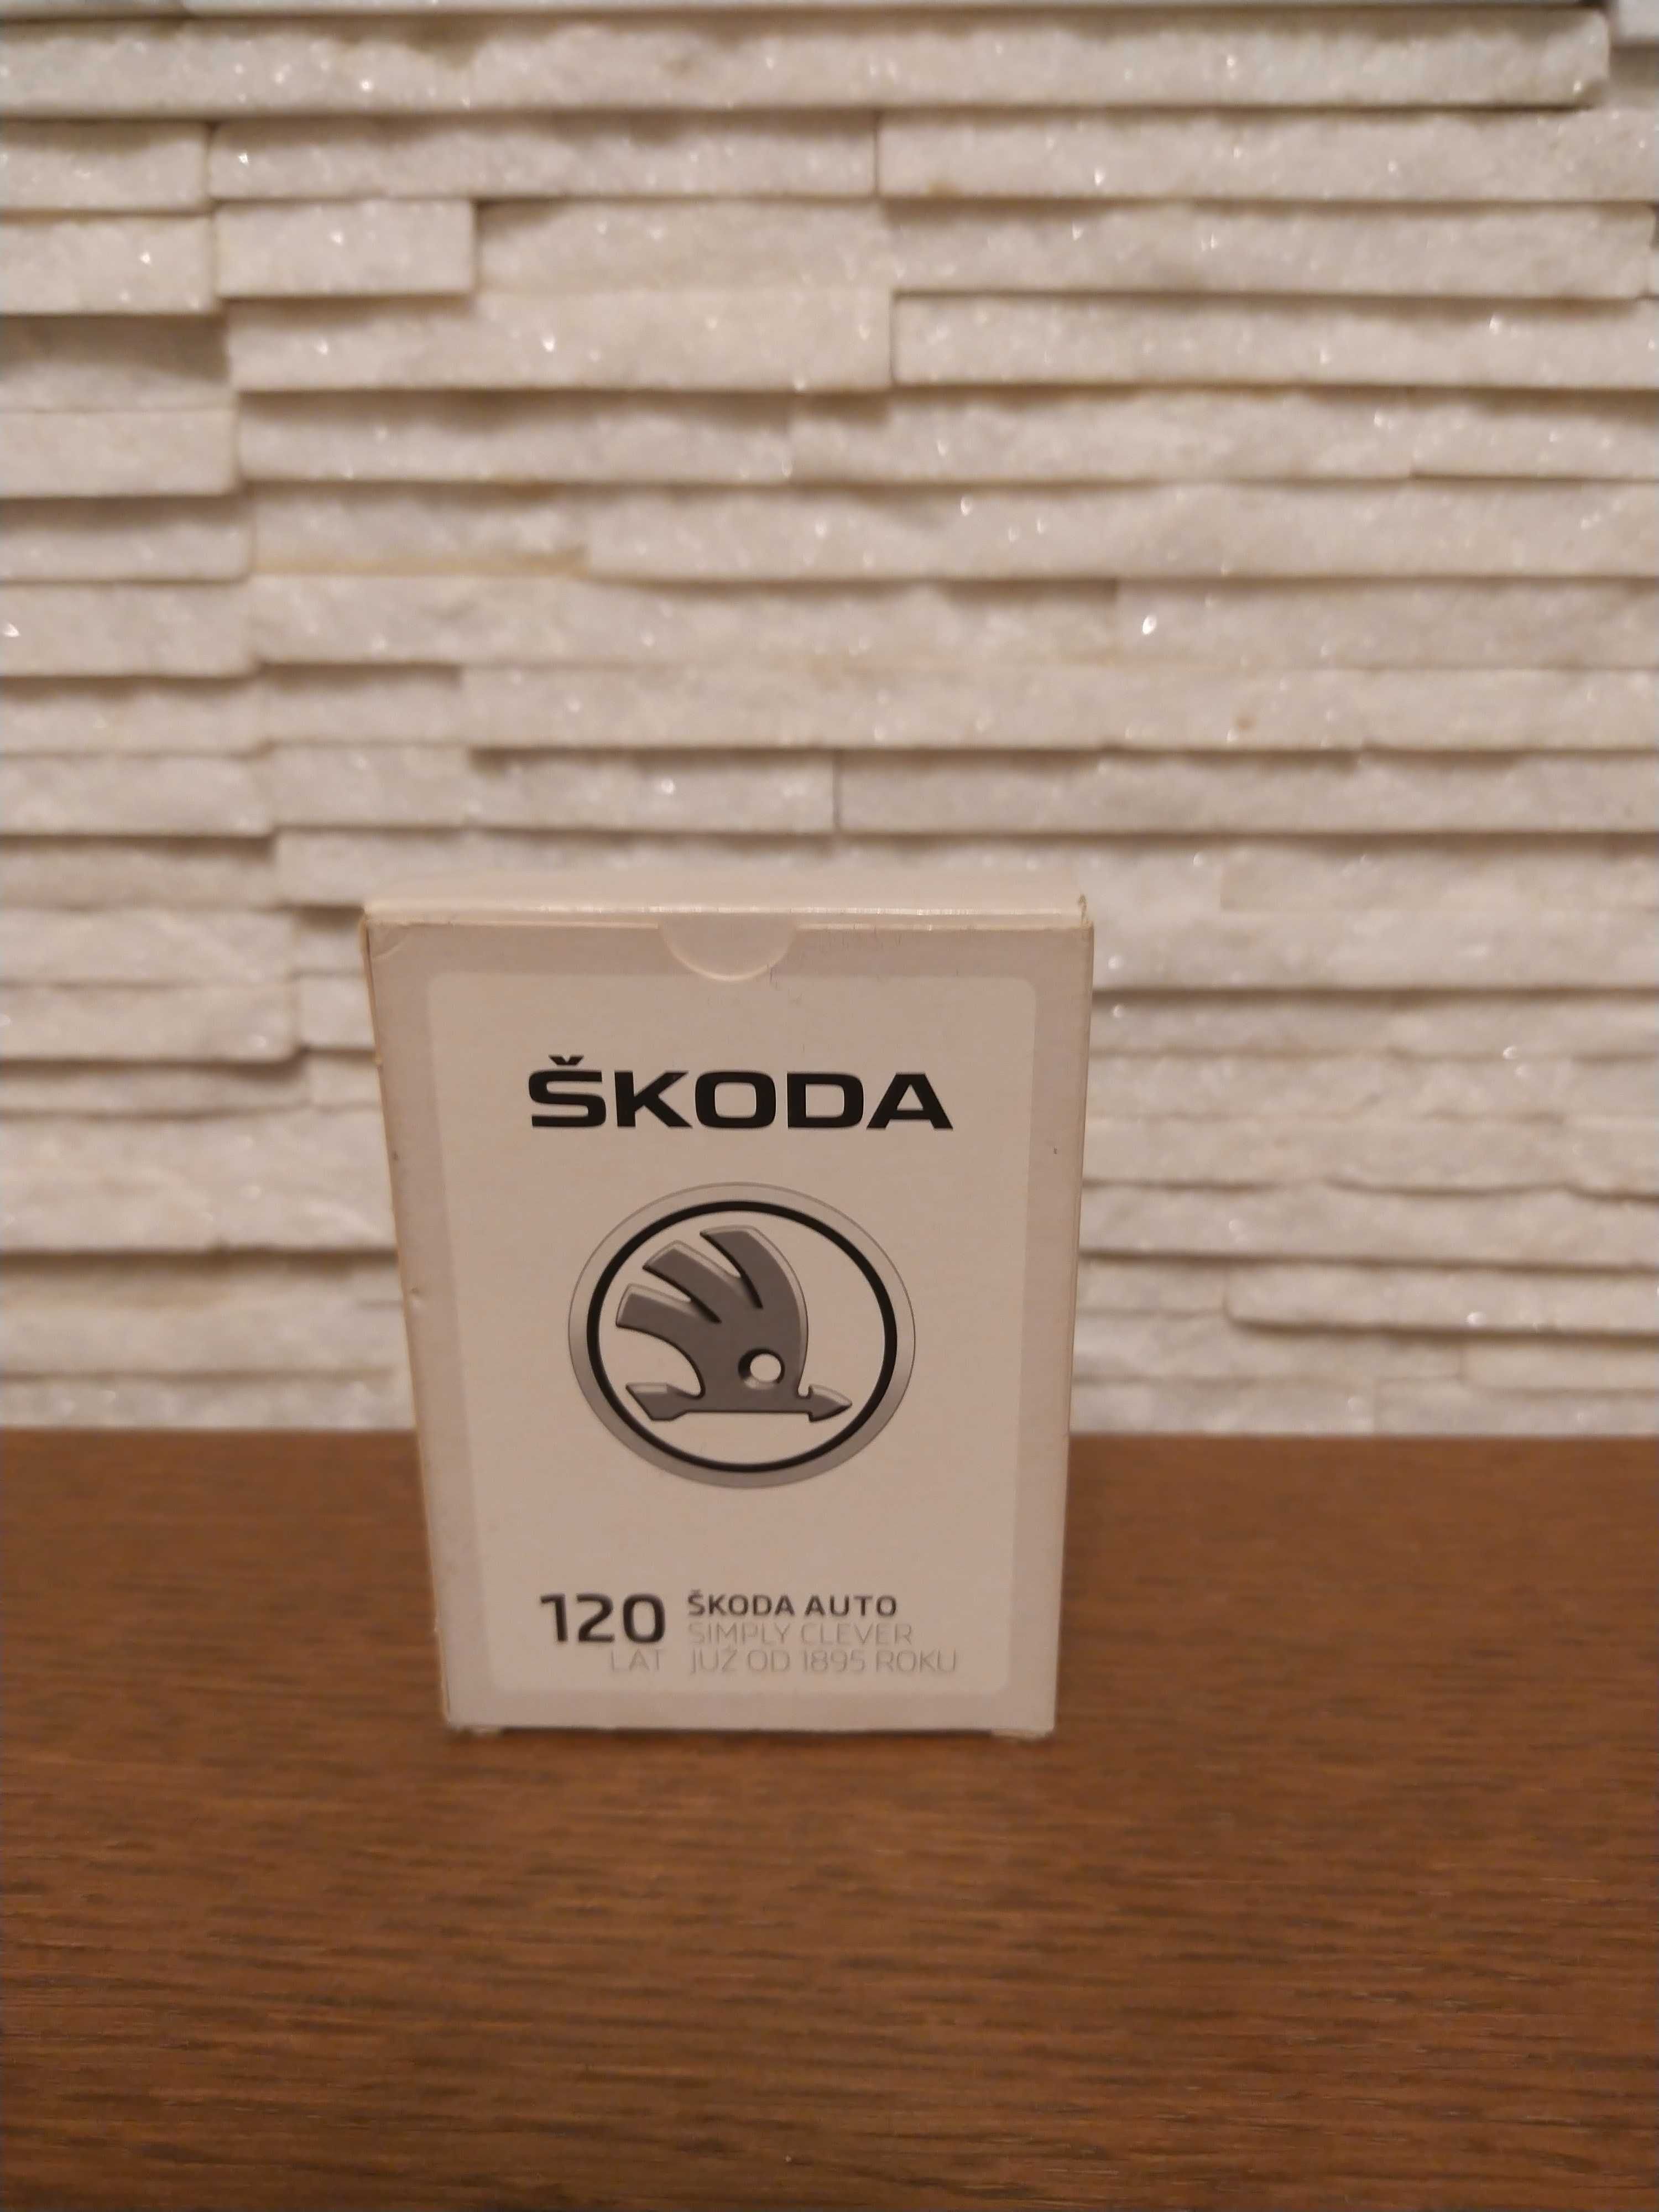 ŠKODA
120 ŠKODA AUTO
SIMPLY CLEVER
LAT JUŻ OD 1895 ROKU